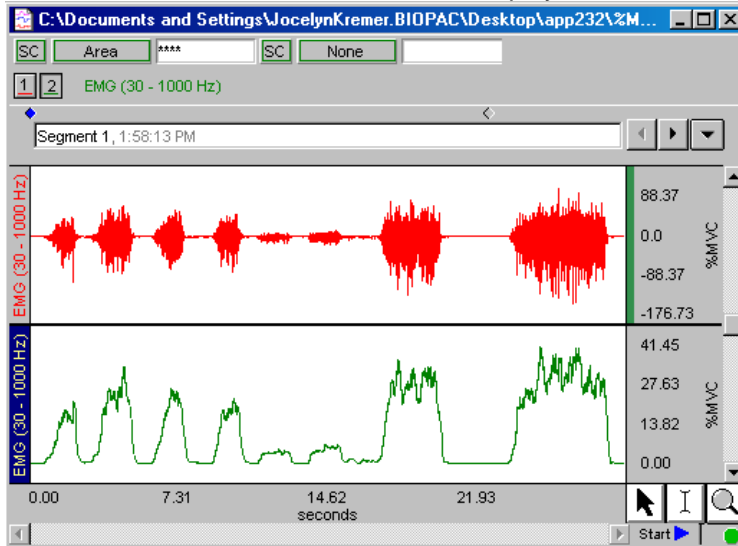 C:\Documents and Settings\JocelynKremer.BIOPAC\Desktop\app232\%M...
SC Area **** SC None
1 2 EMG (30 - 1000 Hz)
Segment 1, 1:58:13 PM
EMG (30 - 1000 Hz)
88.37
0.0
-88.37
-176.73
%MVC
EMG (30 - 1000 Hz)
41.45
27.63
13.82
0.00
%MVC
0.00 7.31 14.62 21.93
seconds
Start